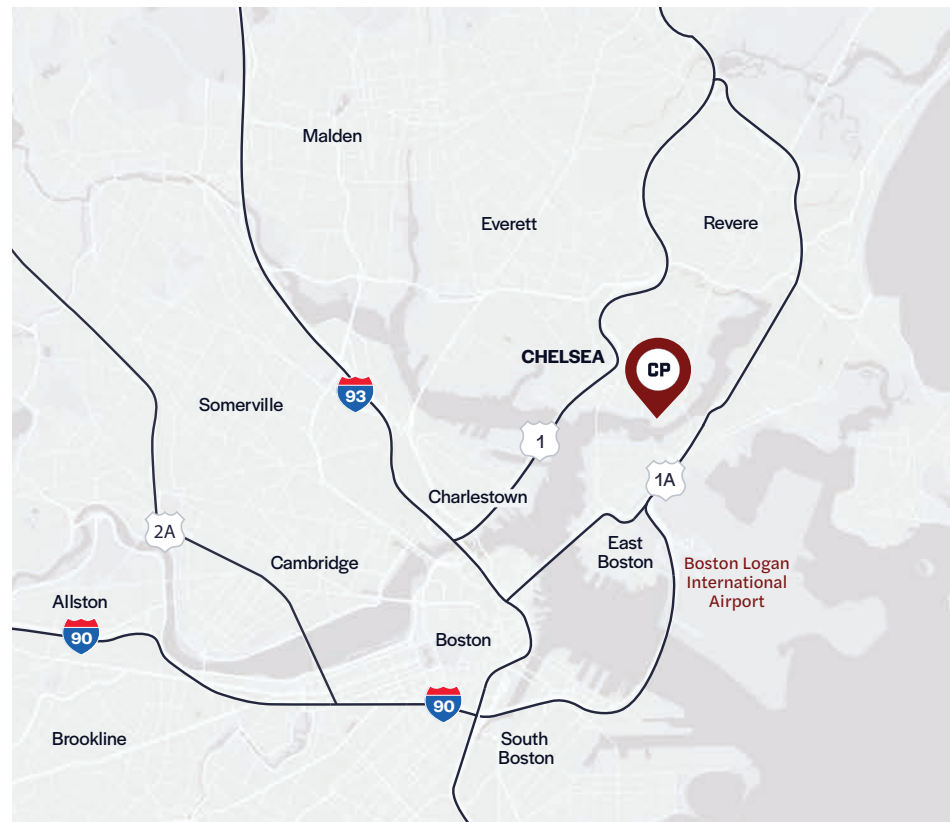 Malden
Everett
Revere
CHELSEA
CP
93
Somerville
1
1A
Charlestown
2A
Cambridge
East
Boston
Boston Logan
International
Airport
Allston
90
Boston
90
Brookline
South
Boston